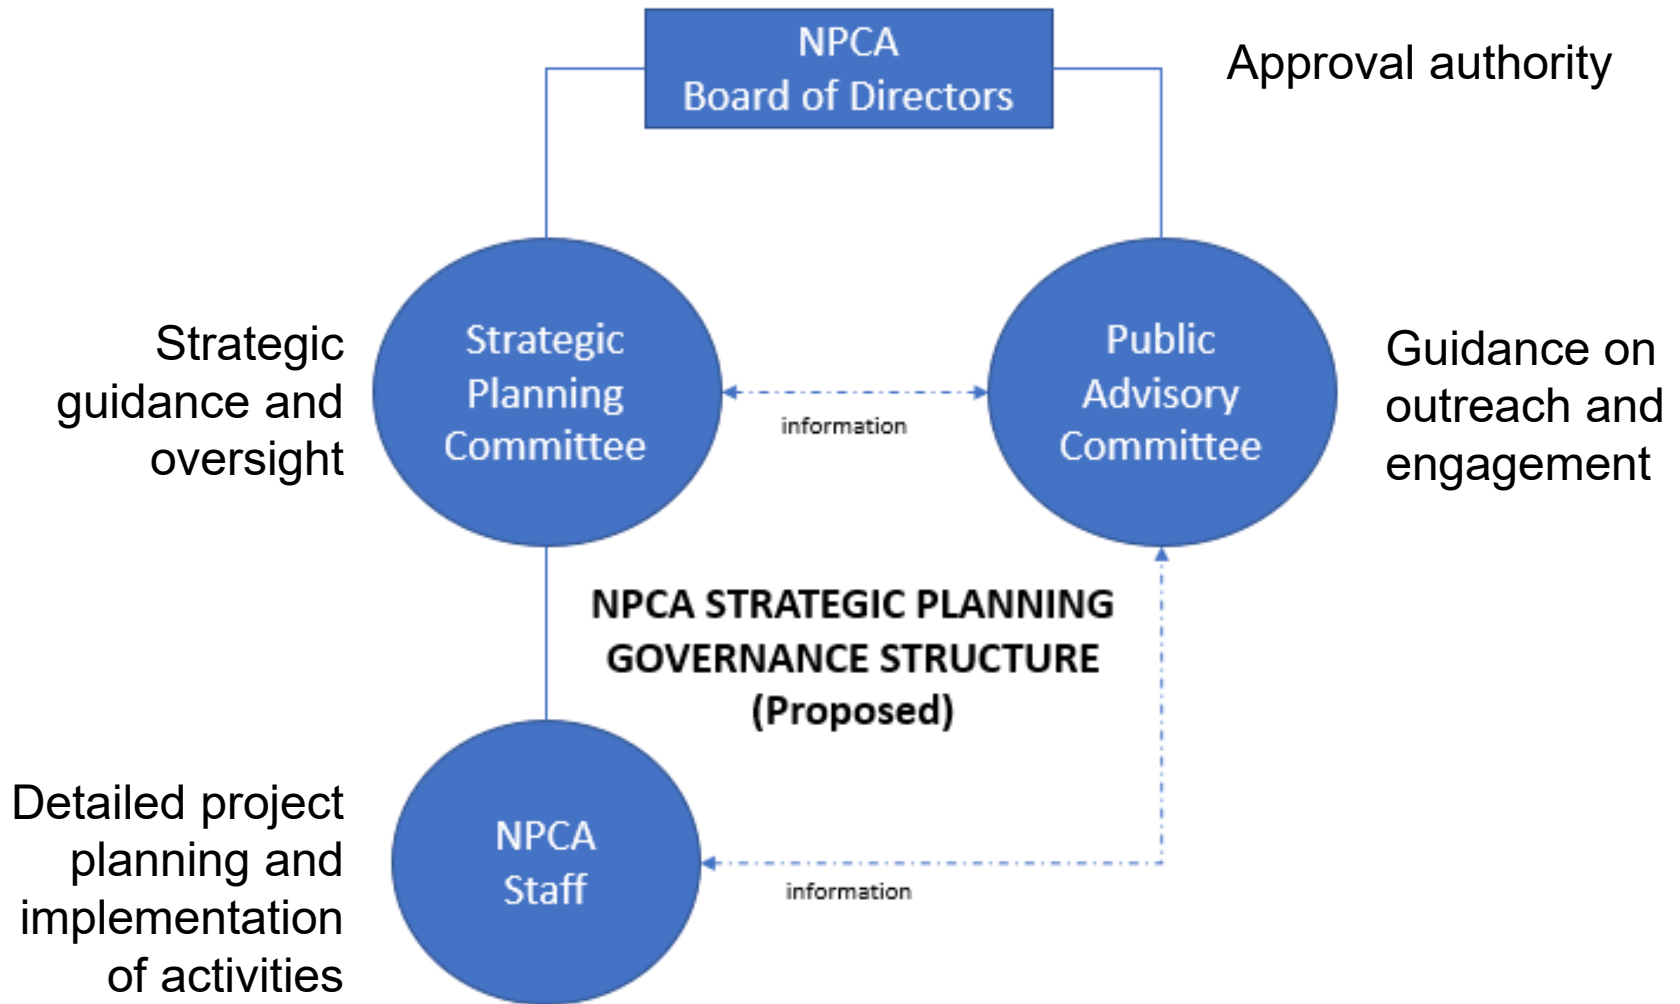 NPCA
Board of Directors
Approval authority
Strategic
guidance and
oversight
Strategic
Planning
Committee
information
Public
Advisory
Committee
Guidance on
outreach and
engagement
NPCA STRATEGIC PLANNING
GOVERNANCE STRUCTURE
(Proposed)
Detailed project
planning and
implementation
of activities
NPCA
Staff
information